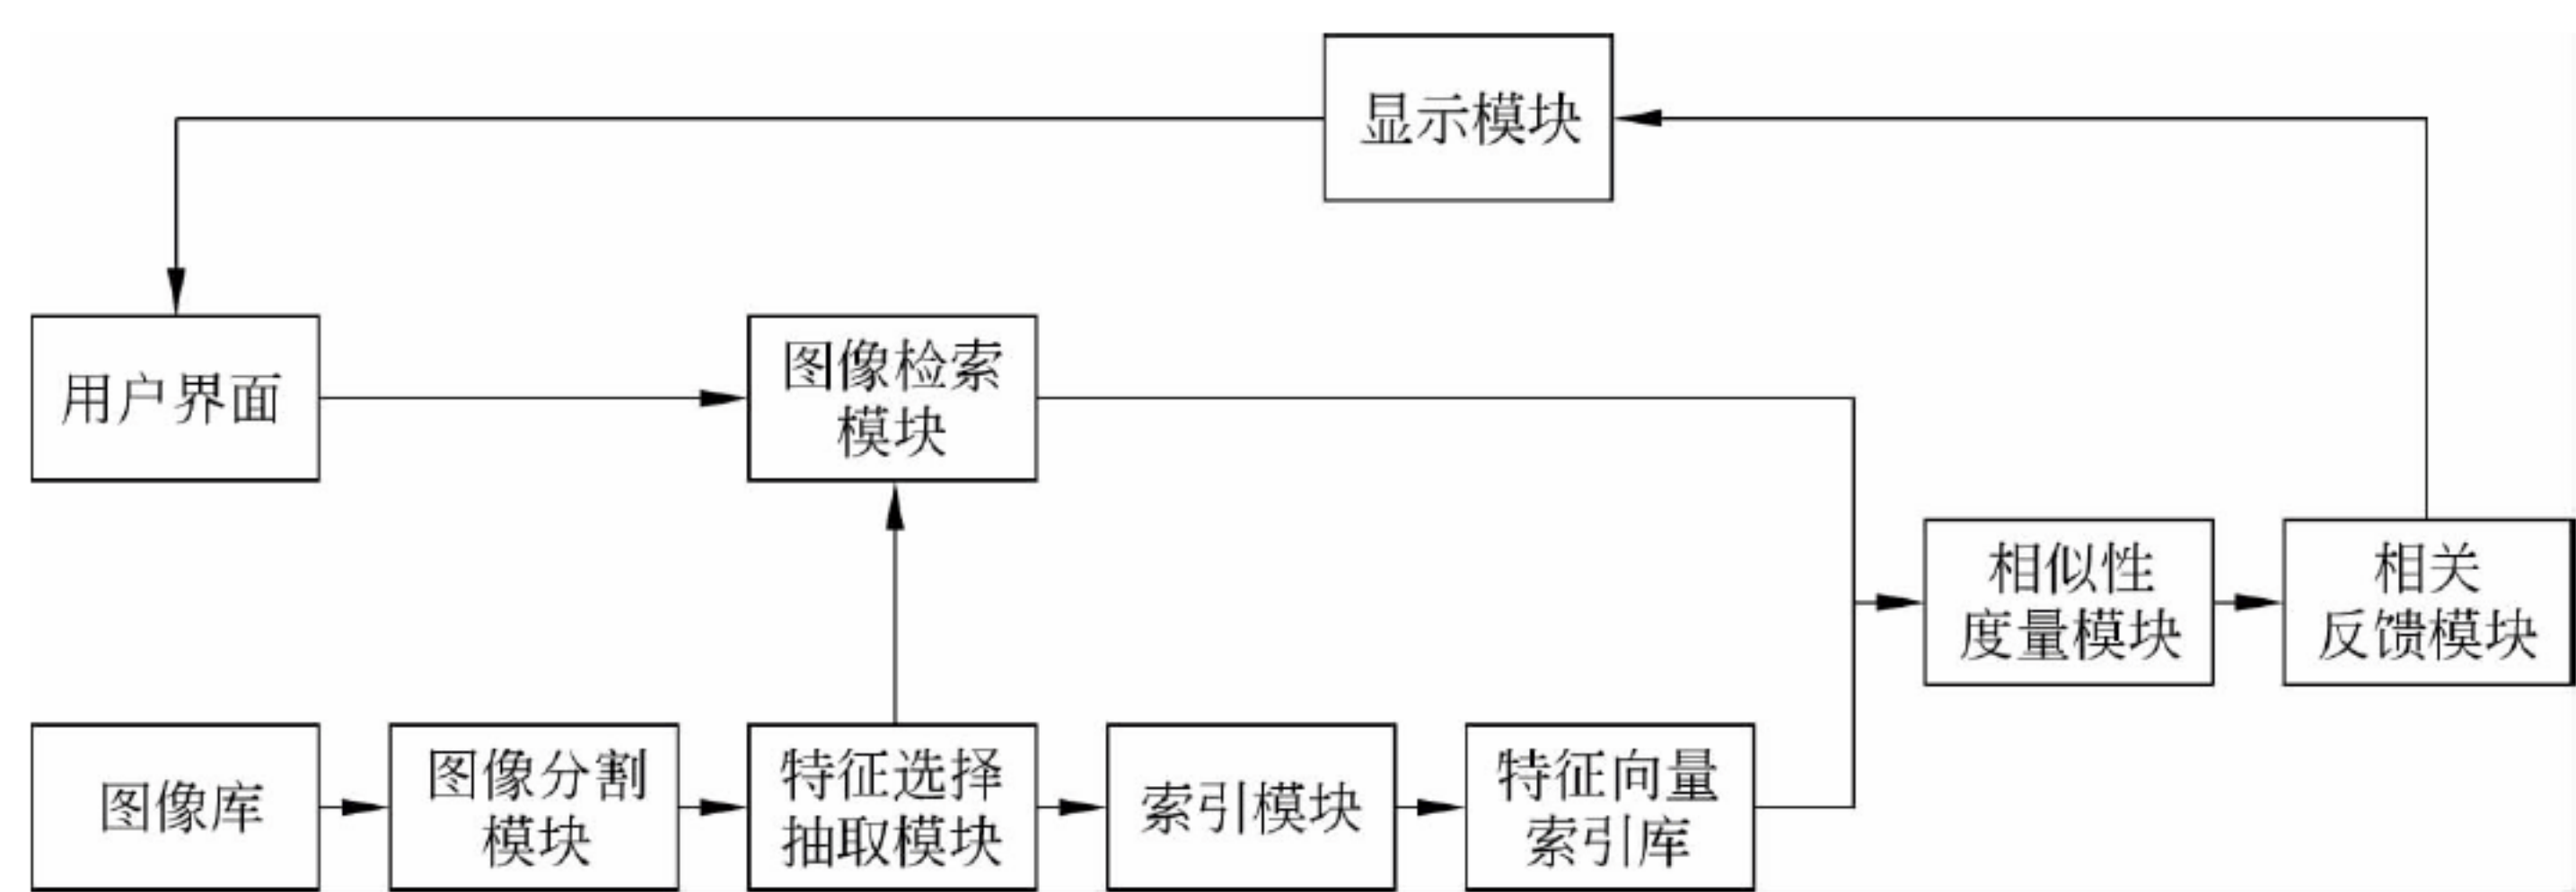 显示模块
用户界面
图像检索
模块
相似性
度量模块
相关
反馈模块
图像库
图像分割
模块
特征选择
抽取模块
索引模块
特征向量
索引库